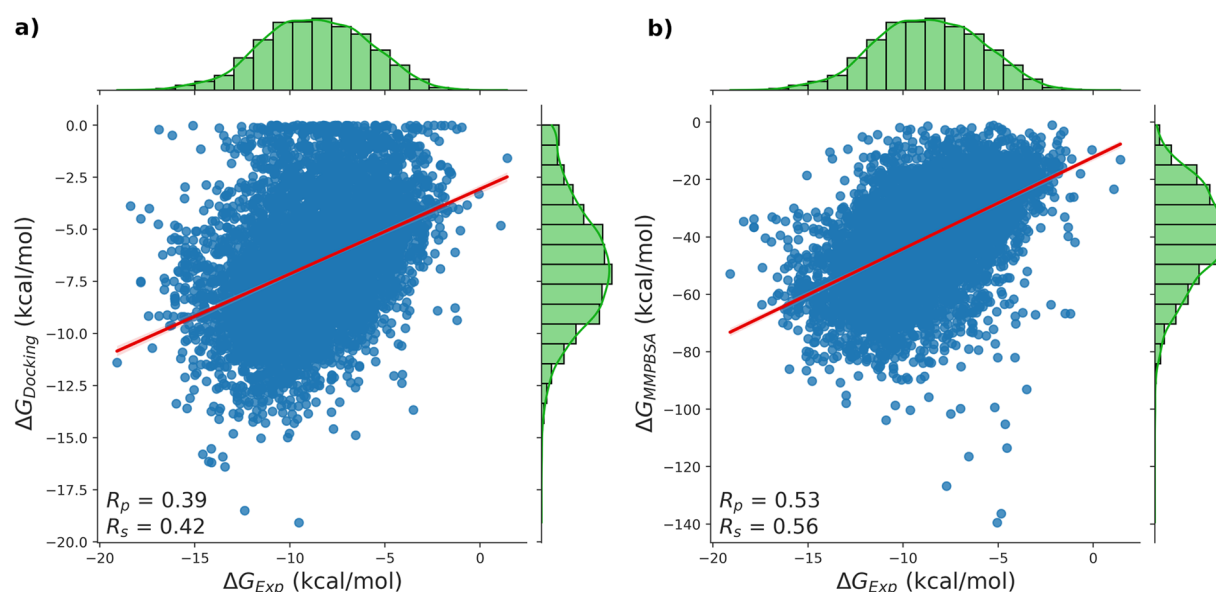 a)
0.0
−2.5
−5.0
−7.5
−10.0
−12.5
−15.0
−17.5
−20.0
ΔG_Docking (kcal/mol)
R_p = 0.39
R_s = 0.42
−20 −15 −10 −5 0
ΔG_Exp (kcal/mol)
b)
0
−20
−40
−60
−80
−100
−120
−140
ΔG_MMPBSA (kcal/mol)
R_p = 0.53
R_s = 0.56
−20 −15 −10 −5 0
ΔG_Exp (kcal/mol)